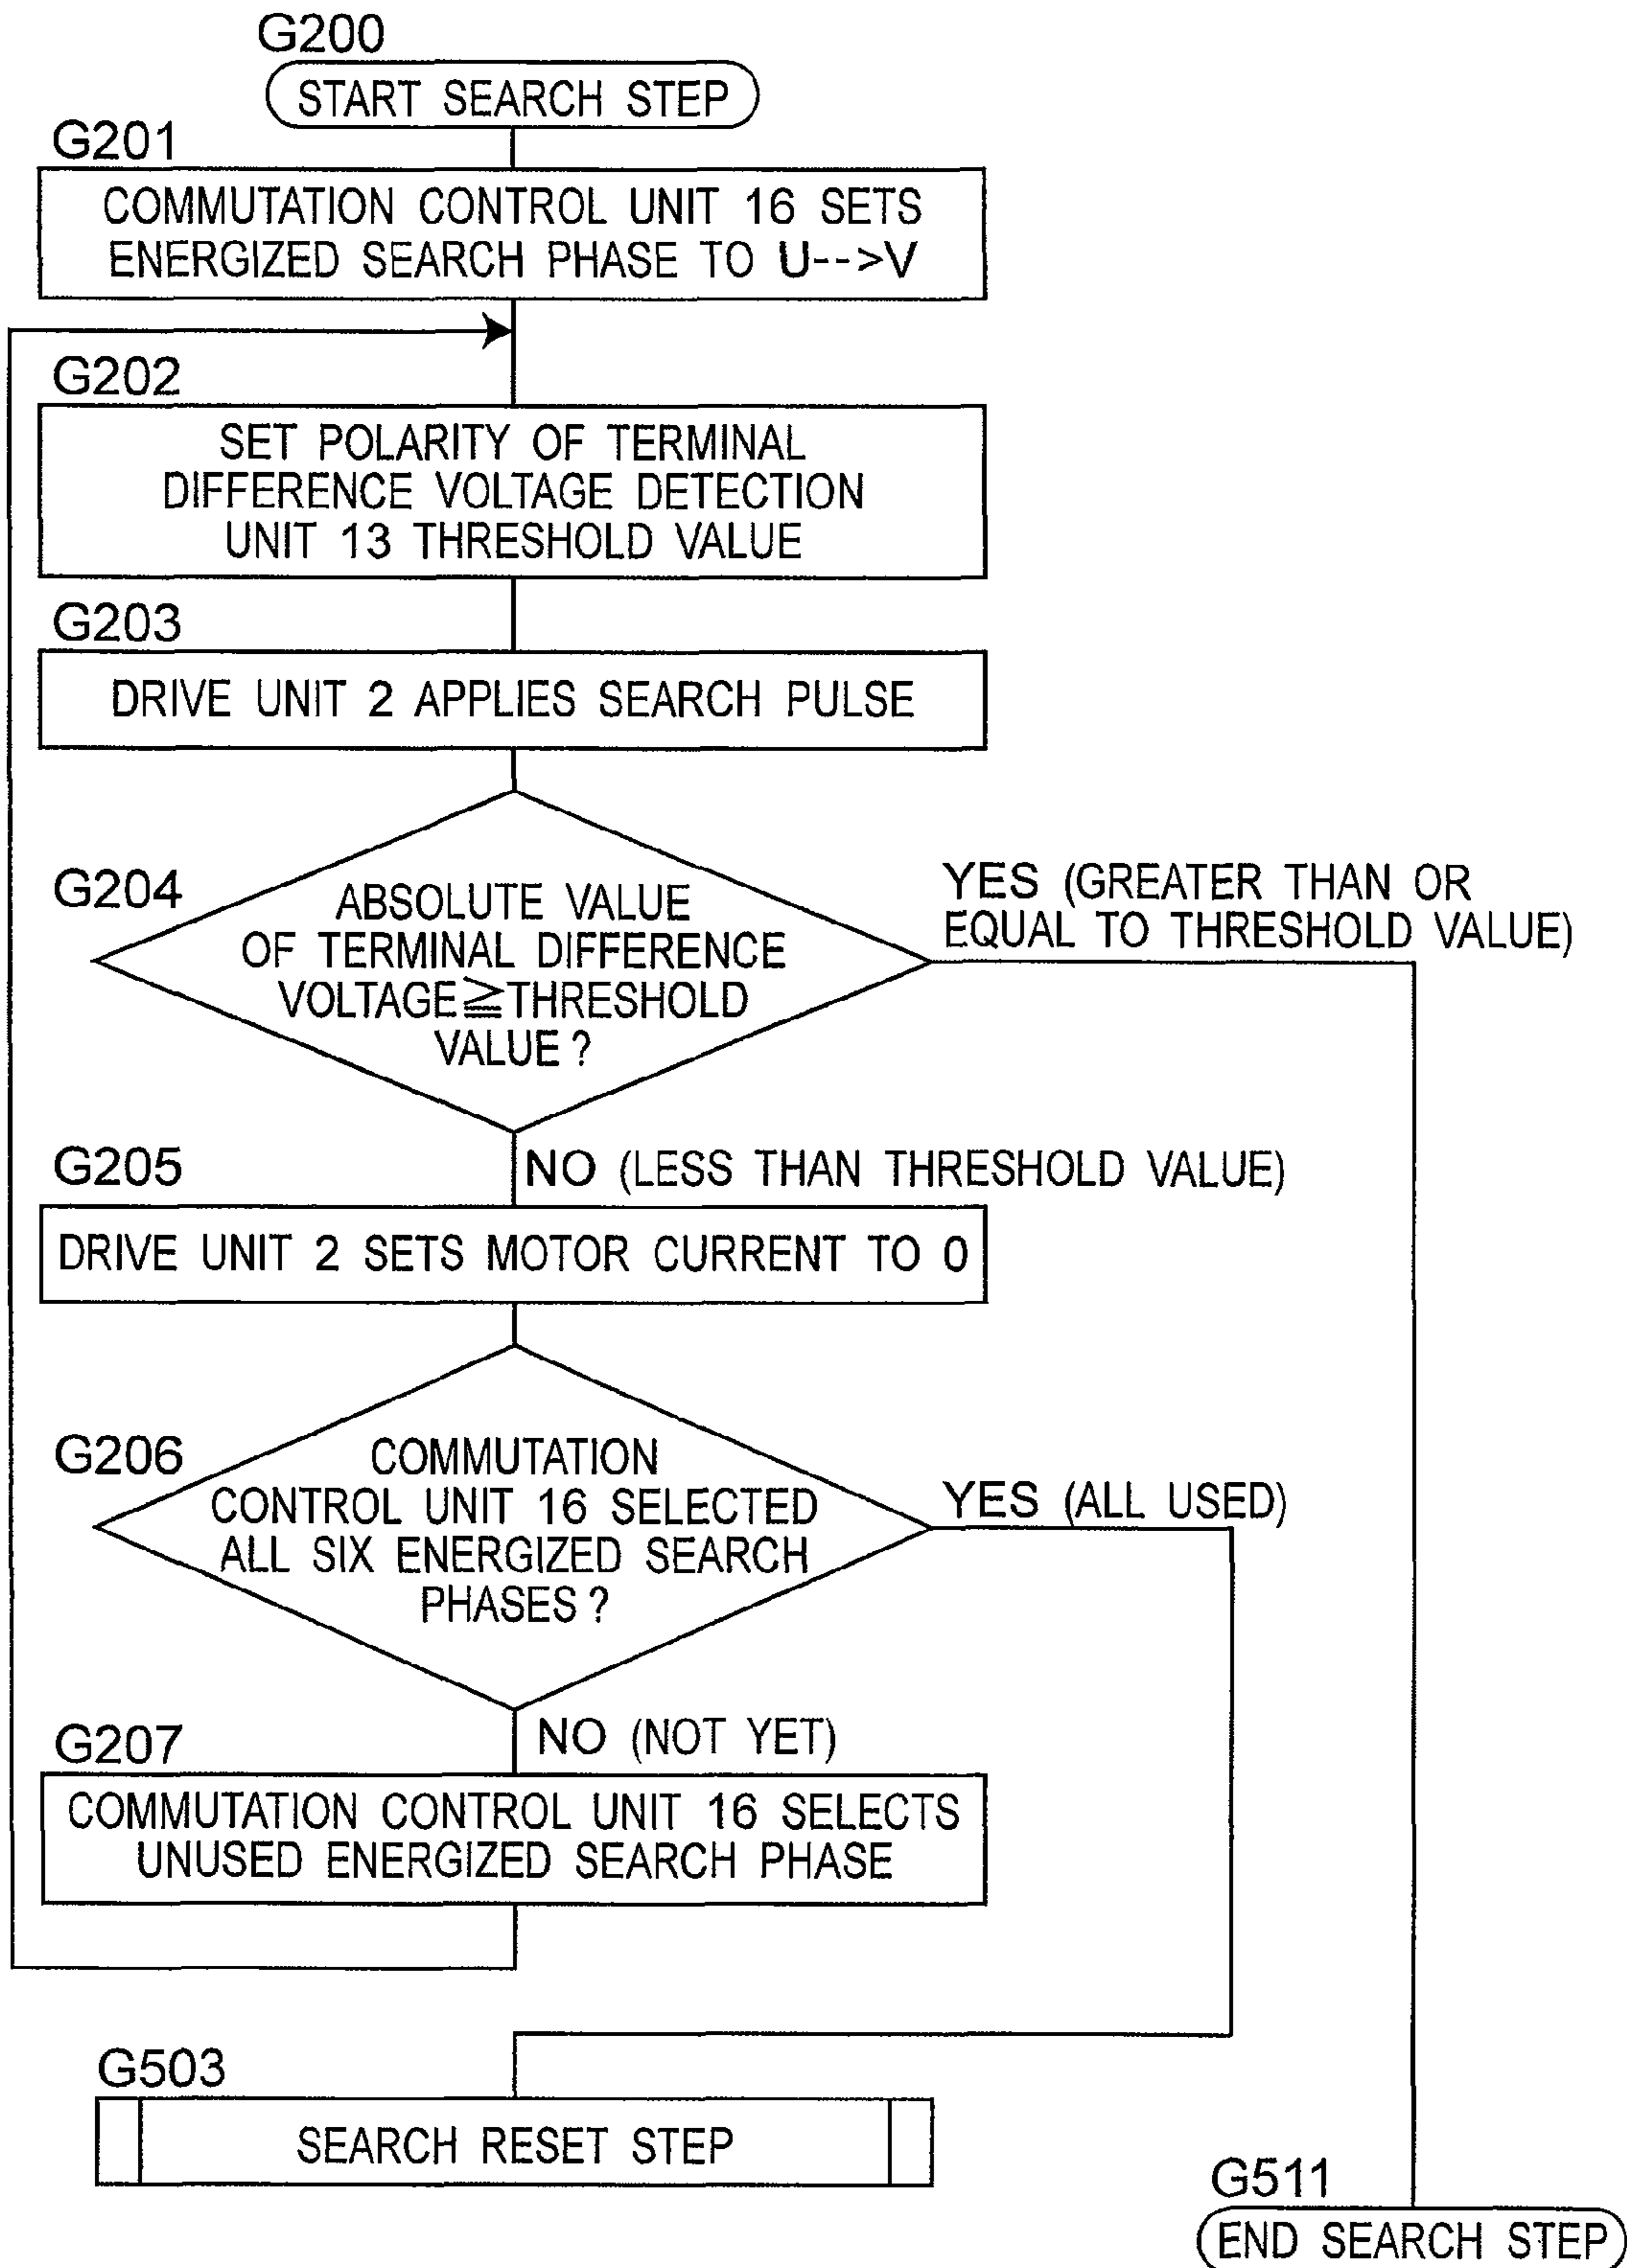 G200
START SEARCH STEP
G201
COMMUTATION CONTROL UNIT 16 SETS
ENERGIZED SEARCH PHASE TO U-->V
G202
SET POLARITY OF TERMINAL
DIFFERENCE VOLTAGE DETECTION
UNIT 13 THRESHOLD VALUE
G203
DRIVE UNIT 2 APPLIES SEARCH PULSE
G204
ABSOLUTE VALUE
OF TERMINAL DIFFERENCE
VOLTAGE≧THRESHOLD
VALUE?
YES (GREATER THAN OR
EQUAL TO THRESHOLD VALUE)
NO (LESS THAN THRESHOLD VALUE)
G205
DRIVE UNIT 2 SETS MOTOR CURRENT TO 0
G206
COMMUTATION
CONTROL UNIT 16 SELECTED
ALL SIX ENERGIZED SEARCH
PHASES?
YES (ALL USED)
NO (NOT YET)
G207
COMMUTATION CONTROL UNIT 16 SELECTS
UNUSED ENERGIZED SEARCH PHASE
G503
SEARCH RESET STEP
G511
END SEARCH STEP